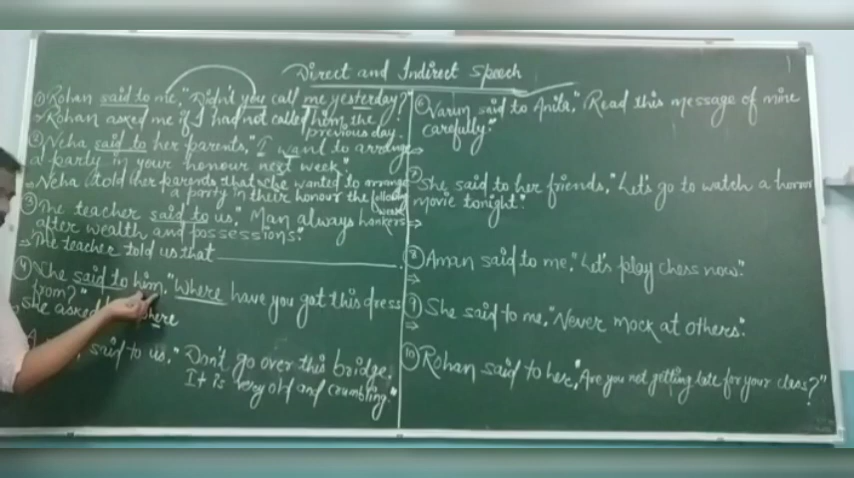 Direct and Indirect Speech
① Rohan said to me, "Didn't you call me yesterday?"
Rohan asked me if I had not called him the
previous day.
② Neha said to her parents, "I want to arrange
a party in your honour next week."
⇒ Neha told her parents that she wanted to arrange
a party in their honour the following
week.
③ The teacher said to us, "Man always hankers
after wealth and possessions."
⇒ The teacher told us that
④ She said to him, "Where have you got this dress
from?"
She asked where
said to us, "Don't go over this bridge.
It is very old and crumbling."
⑥ Varun said to Anita, "Read this message of mine
carefully."
⇒
⑦ She said to her friends, "Let's go to watch a horror
movie tonight."
⇒
⑧ Aman said to me, "Let's play chess now."
⇒
⑨ She said to me, "Never mock at others."
⇒
⑩ Rohan said to her, "Are you not getting late for your class?"